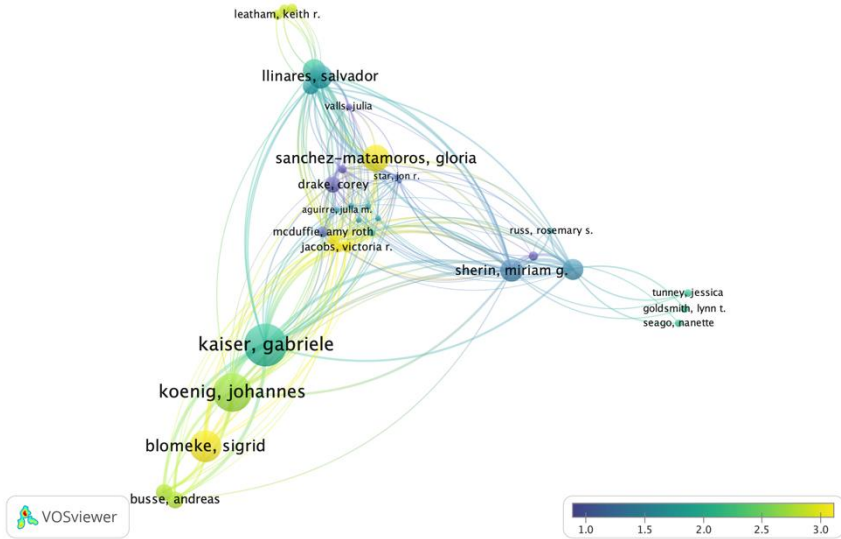 leatham, keith r.
llinares, salvador
valls, julia
sanchez-matamoros, gloria
star, jon r.
drake, corey
aguirre, julia m.
mcduffie, amy roth
russ, rosemary s.
jacobs, victoria r.
sherin, miriam g.
tunney, jessica
goldsmith, lynn t.
seago, nanette
kaiser, gabriele
koenig, johannes
blomeke, sigrid
busse, andreas
VOSviewer
1.0 1.5 2.0 2.5 3.0